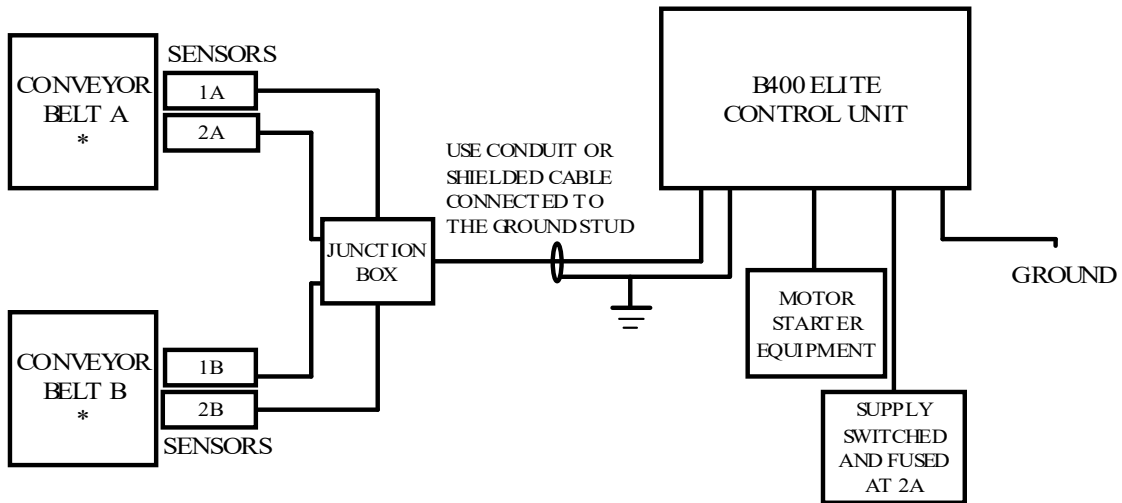 CONVEYOR
BELT A
*
SENSORS
1A
2A
CONVEYOR
BELT B
*
1B
2B
SENSORS
JUNCTION
BOX
USE CONDUIT OR
SHIELDED CABLE
CONNECTED TO
THE GROUND STUD
B400 ELITE
CONTROL UNIT
MOTOR
STARTER
EQUIPMENT
SUPPLY
SWITCHED
AND FUSED
AT 2A
GROUND